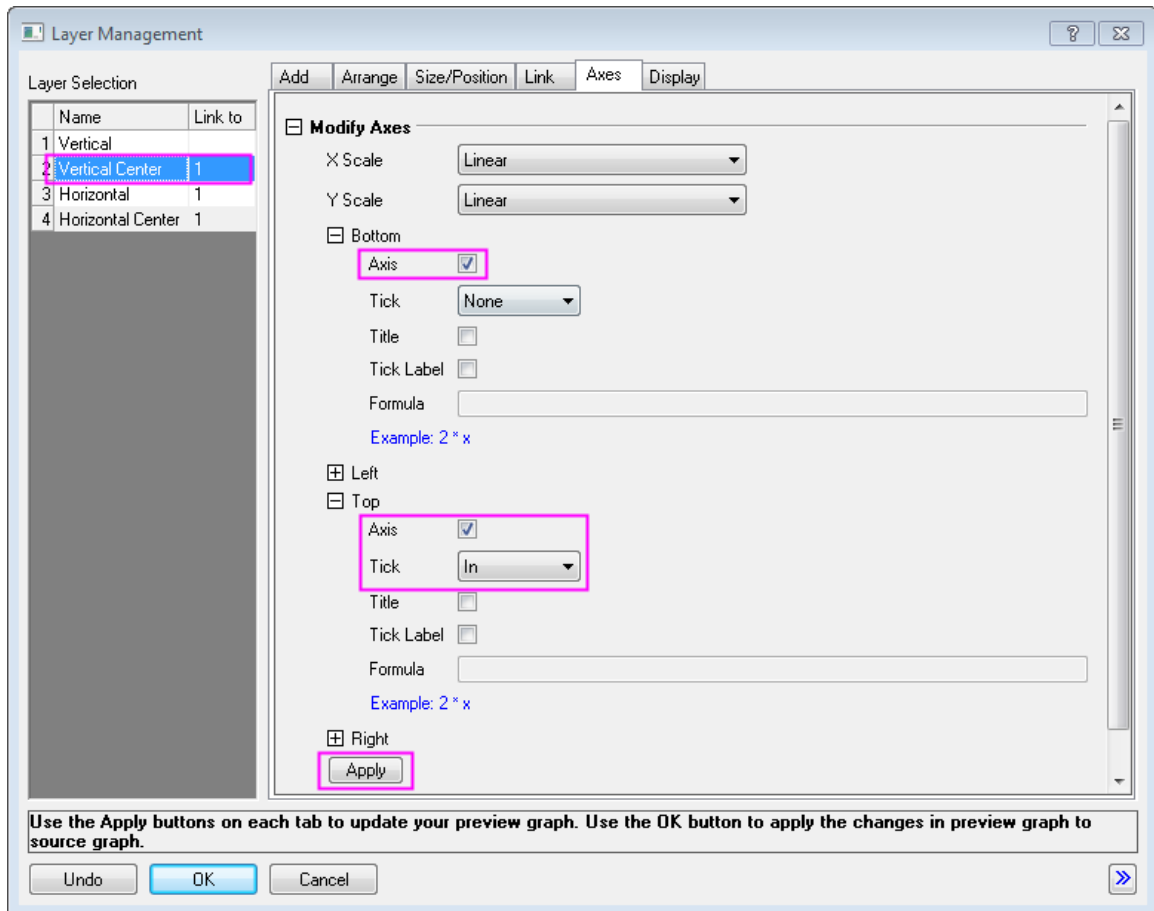 Layer Management
Layer Selection
Name Link to
1 Vertical
2 Vertical Center 1
3 Horizontal 1
4 Horizontal Center 1
Add Arrange Size/Position Link Axes Display
Modify Axes
X Scale Linear
Y Scale Linear
Bottom
Axis
Tick None
Title
Tick Label
Formula
Example: 2 * x
Left
Top
Axis
Tick In
Title
Tick Label
Formula
Example: 2 * x
Right
Apply
Use the Apply buttons on each tab to update your preview graph. Use the OK button to apply the changes in preview graph to
source graph.
Undo OK Cancel